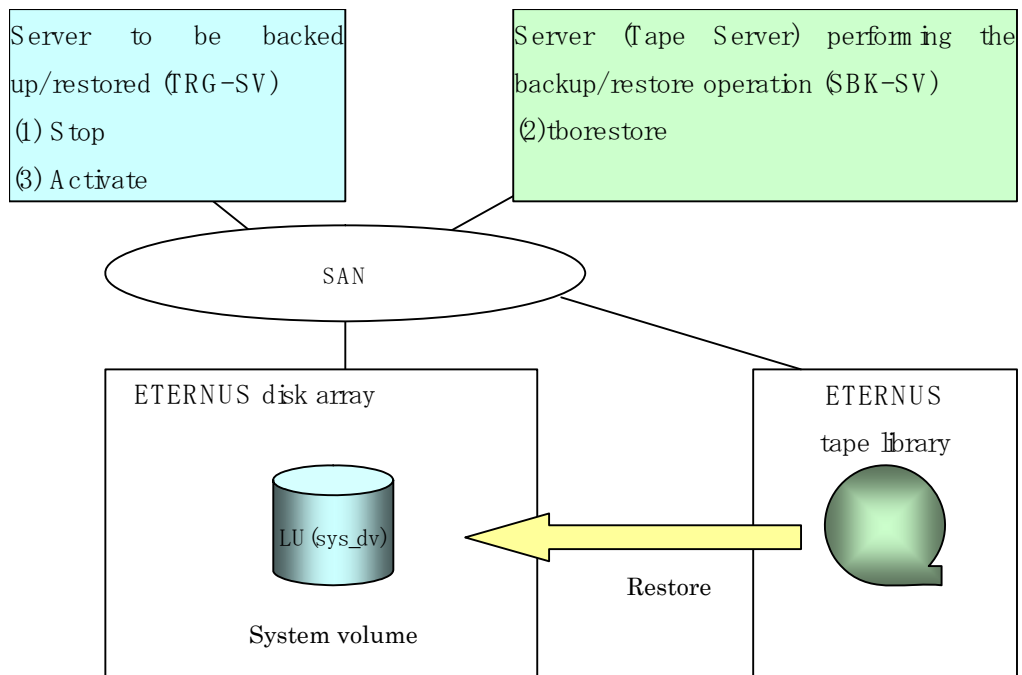 Server to be backed
up/restored (TRG-SV)
(1) Stop
(3) Activate
Server (Tape Server) performing the
backup/restore operation (SBK-SV)
(2)tborestore
SAN
ETERNUS disk array
LU (sys_dv)
System volume
Restore
ETERNUS
tape library